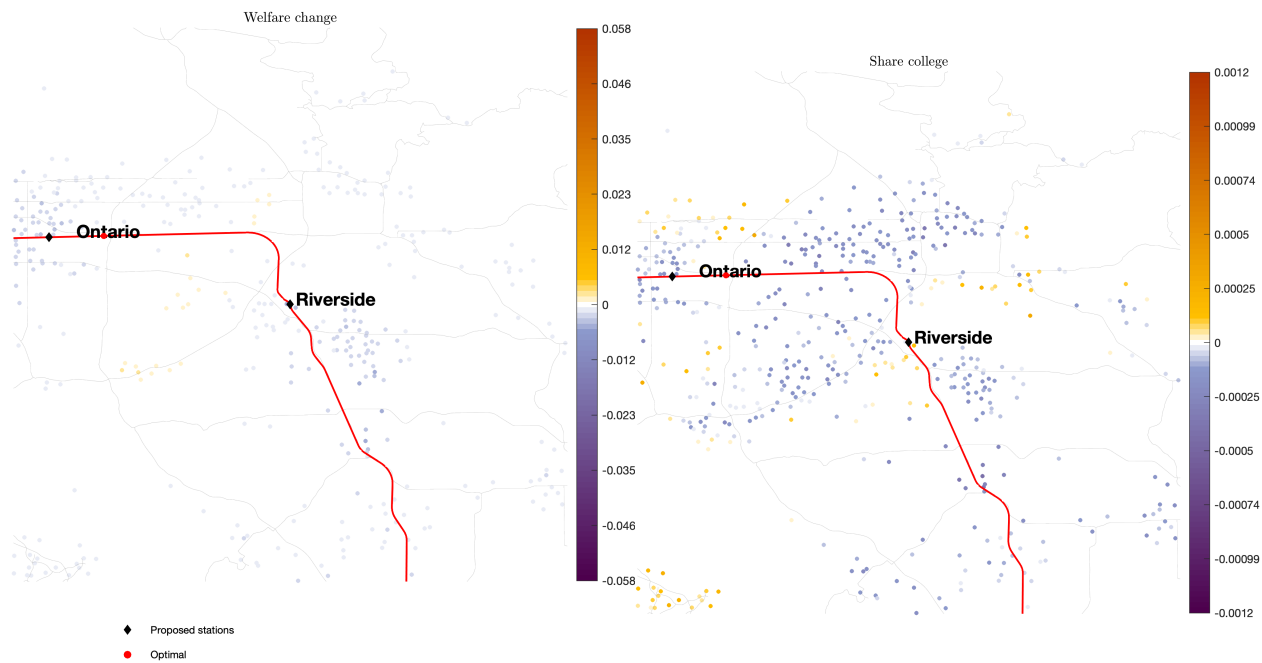 Welfare change
Ontario
Riverside
0.058
0.046
0.035
0.023
0.012
0
-0.012
-0.023
-0.035
-0.046
-0.058
Proposed stations
Optimal
Share college
Ontario
Riverside
0.0012
0.00099
0.00074
0.0005
0.00025
0
-0.00025
-0.0005
-0.00074
-0.00099
-0.0012